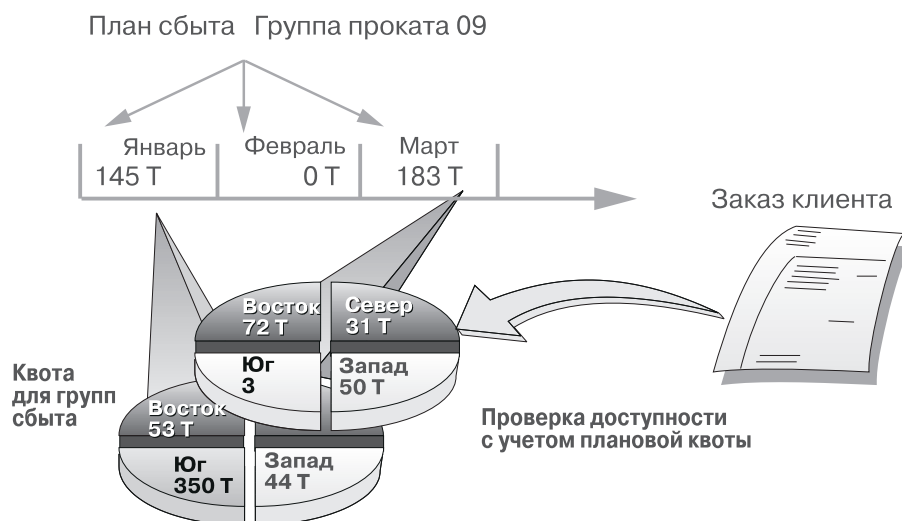 План сбыта Группа проката 09
Январь Февраль Март
145 Т 0 Т 183 Т
Заказ клиента
Восток Север
72 Т 31 Т
Юг Запад
3 50 Т
Квота
для групп
сбыта
Восток
53 Т
Юг Запад
350 Т 44 Т
Проверка доступности
с учетом плановой квоты